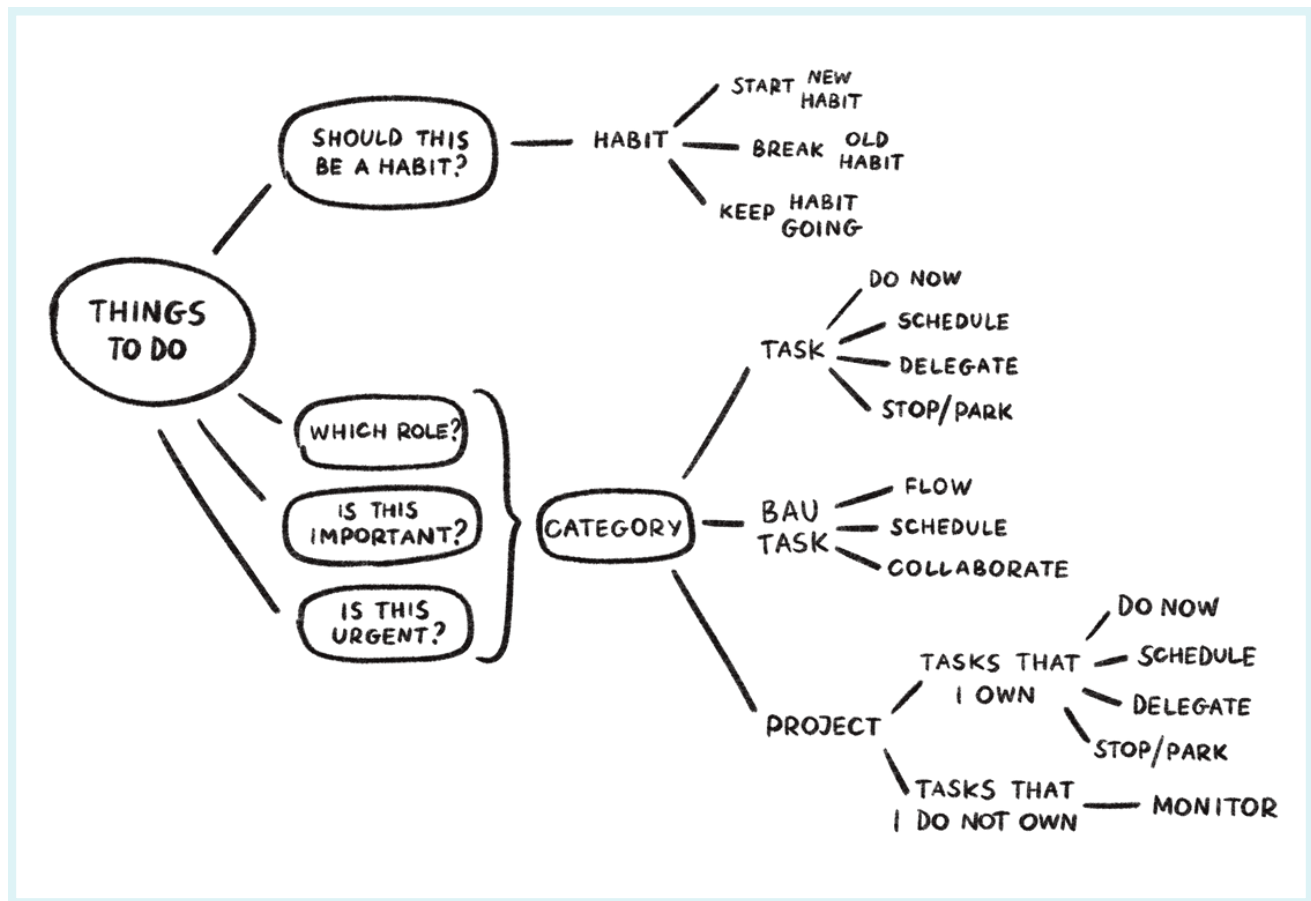 START NEW
HABIT
SHOULD THIS
BE A HABIT?
HABIT
BREAK OLD
HABIT
KEEP HABIT
GOING
THINGS
TO DO
DO NOW
SCHEDULE
TASK
DELEGATE
STOP/PARK
WHICH ROLE?
IS THIS
IMPORTANT?
IS THIS
URGENT?
CATEGORY
BAU
TASK
FLOW
SCHEDULE
COLLABORATE
PROJECT
TASKS THAT
I OWN
DO NOW
SCHEDULE
DELEGATE
STOP/PARK
TASKS THAT
I DO NOT OWN
MONITOR